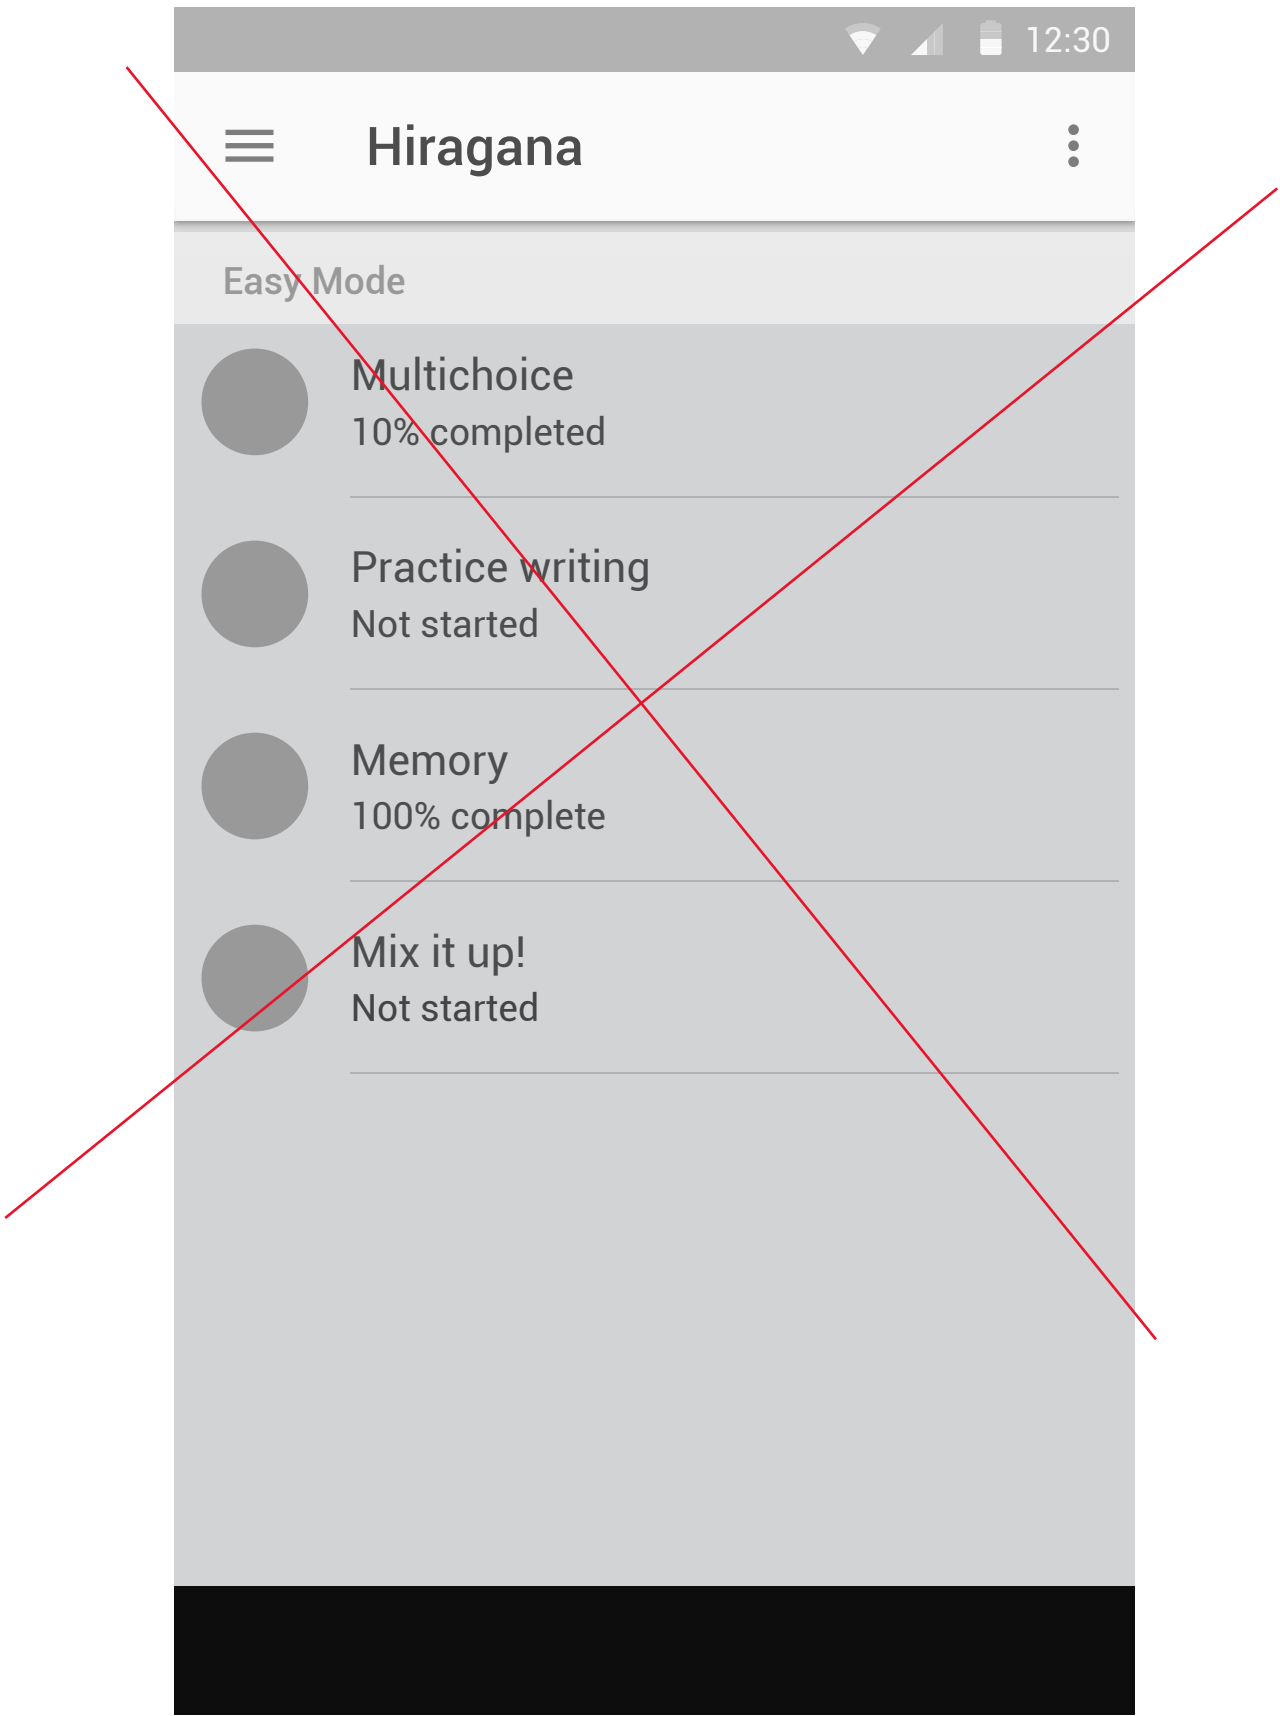 12:30
Hiragana
Easy Mode
Multichoice
10% completed
Practice writing
Not started
Memory
100% complete
Mix it up!
Not started